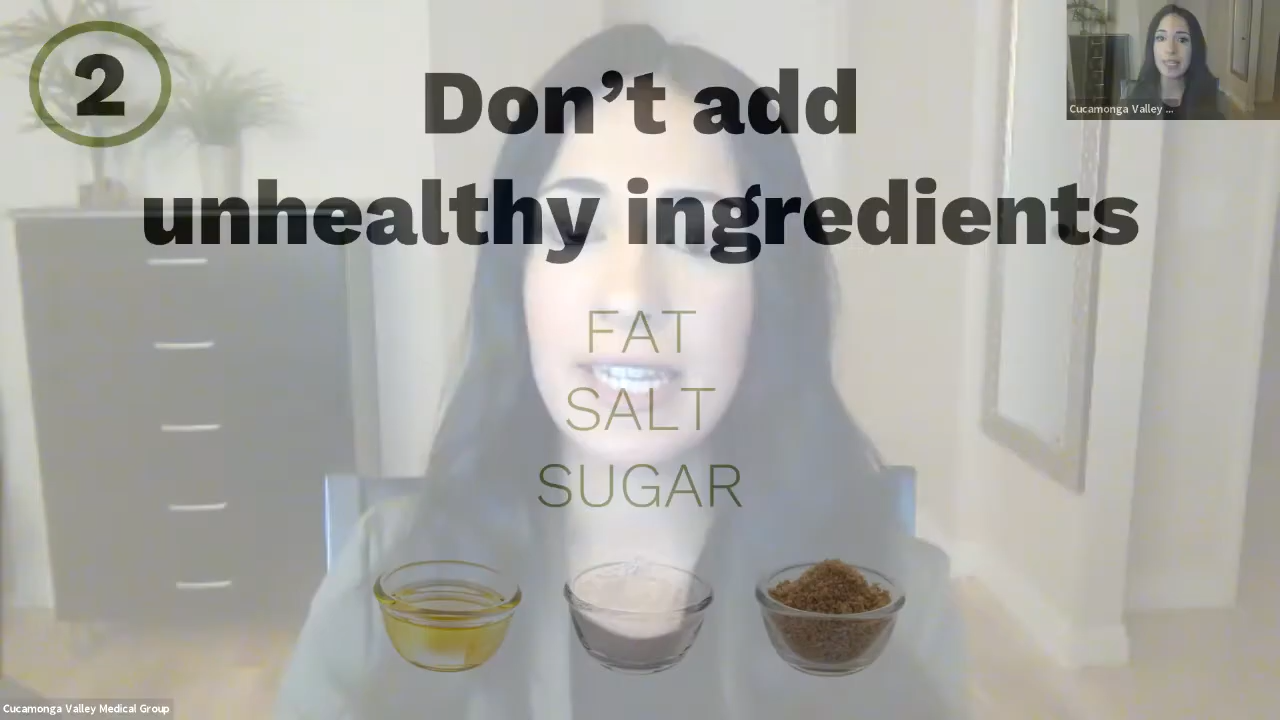 2
Don’t add
unhealthy ingredients
FAT
SALT
SUGAR
Cucamonga Valley ...
Cucamonga Valley Medical Group